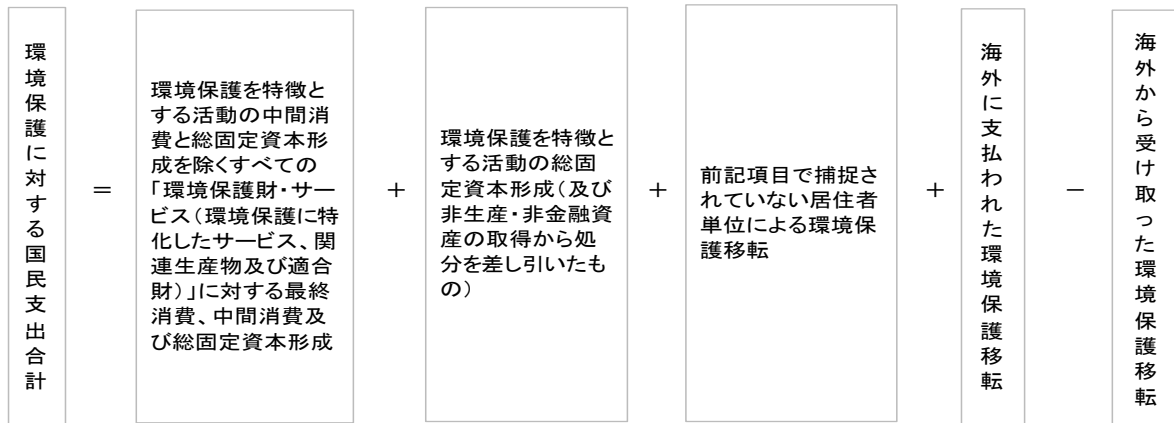 環境保護に対する国民支出合計
＝
環境保護を特徴と
する活動の中間消
費と総固定資本形
成を除くすべての
「環境保護財・サー
ビス（環境保護に特
化したサービス、関
連生産物及び適合
財）」に対する最終
消費、中間消費及
び総固定資本形成
＋
環境保護を特徴と
する活動の総固
定資本形成（及び
非生産・非金融資
産の取得から処
分を差し引いたも
の）
＋
前記項目で捕捉さ
れていない居住者
単位による環境保
護移転
＋
海外に支払われた環境保護移転
－
海外から受け取った環境保護移転